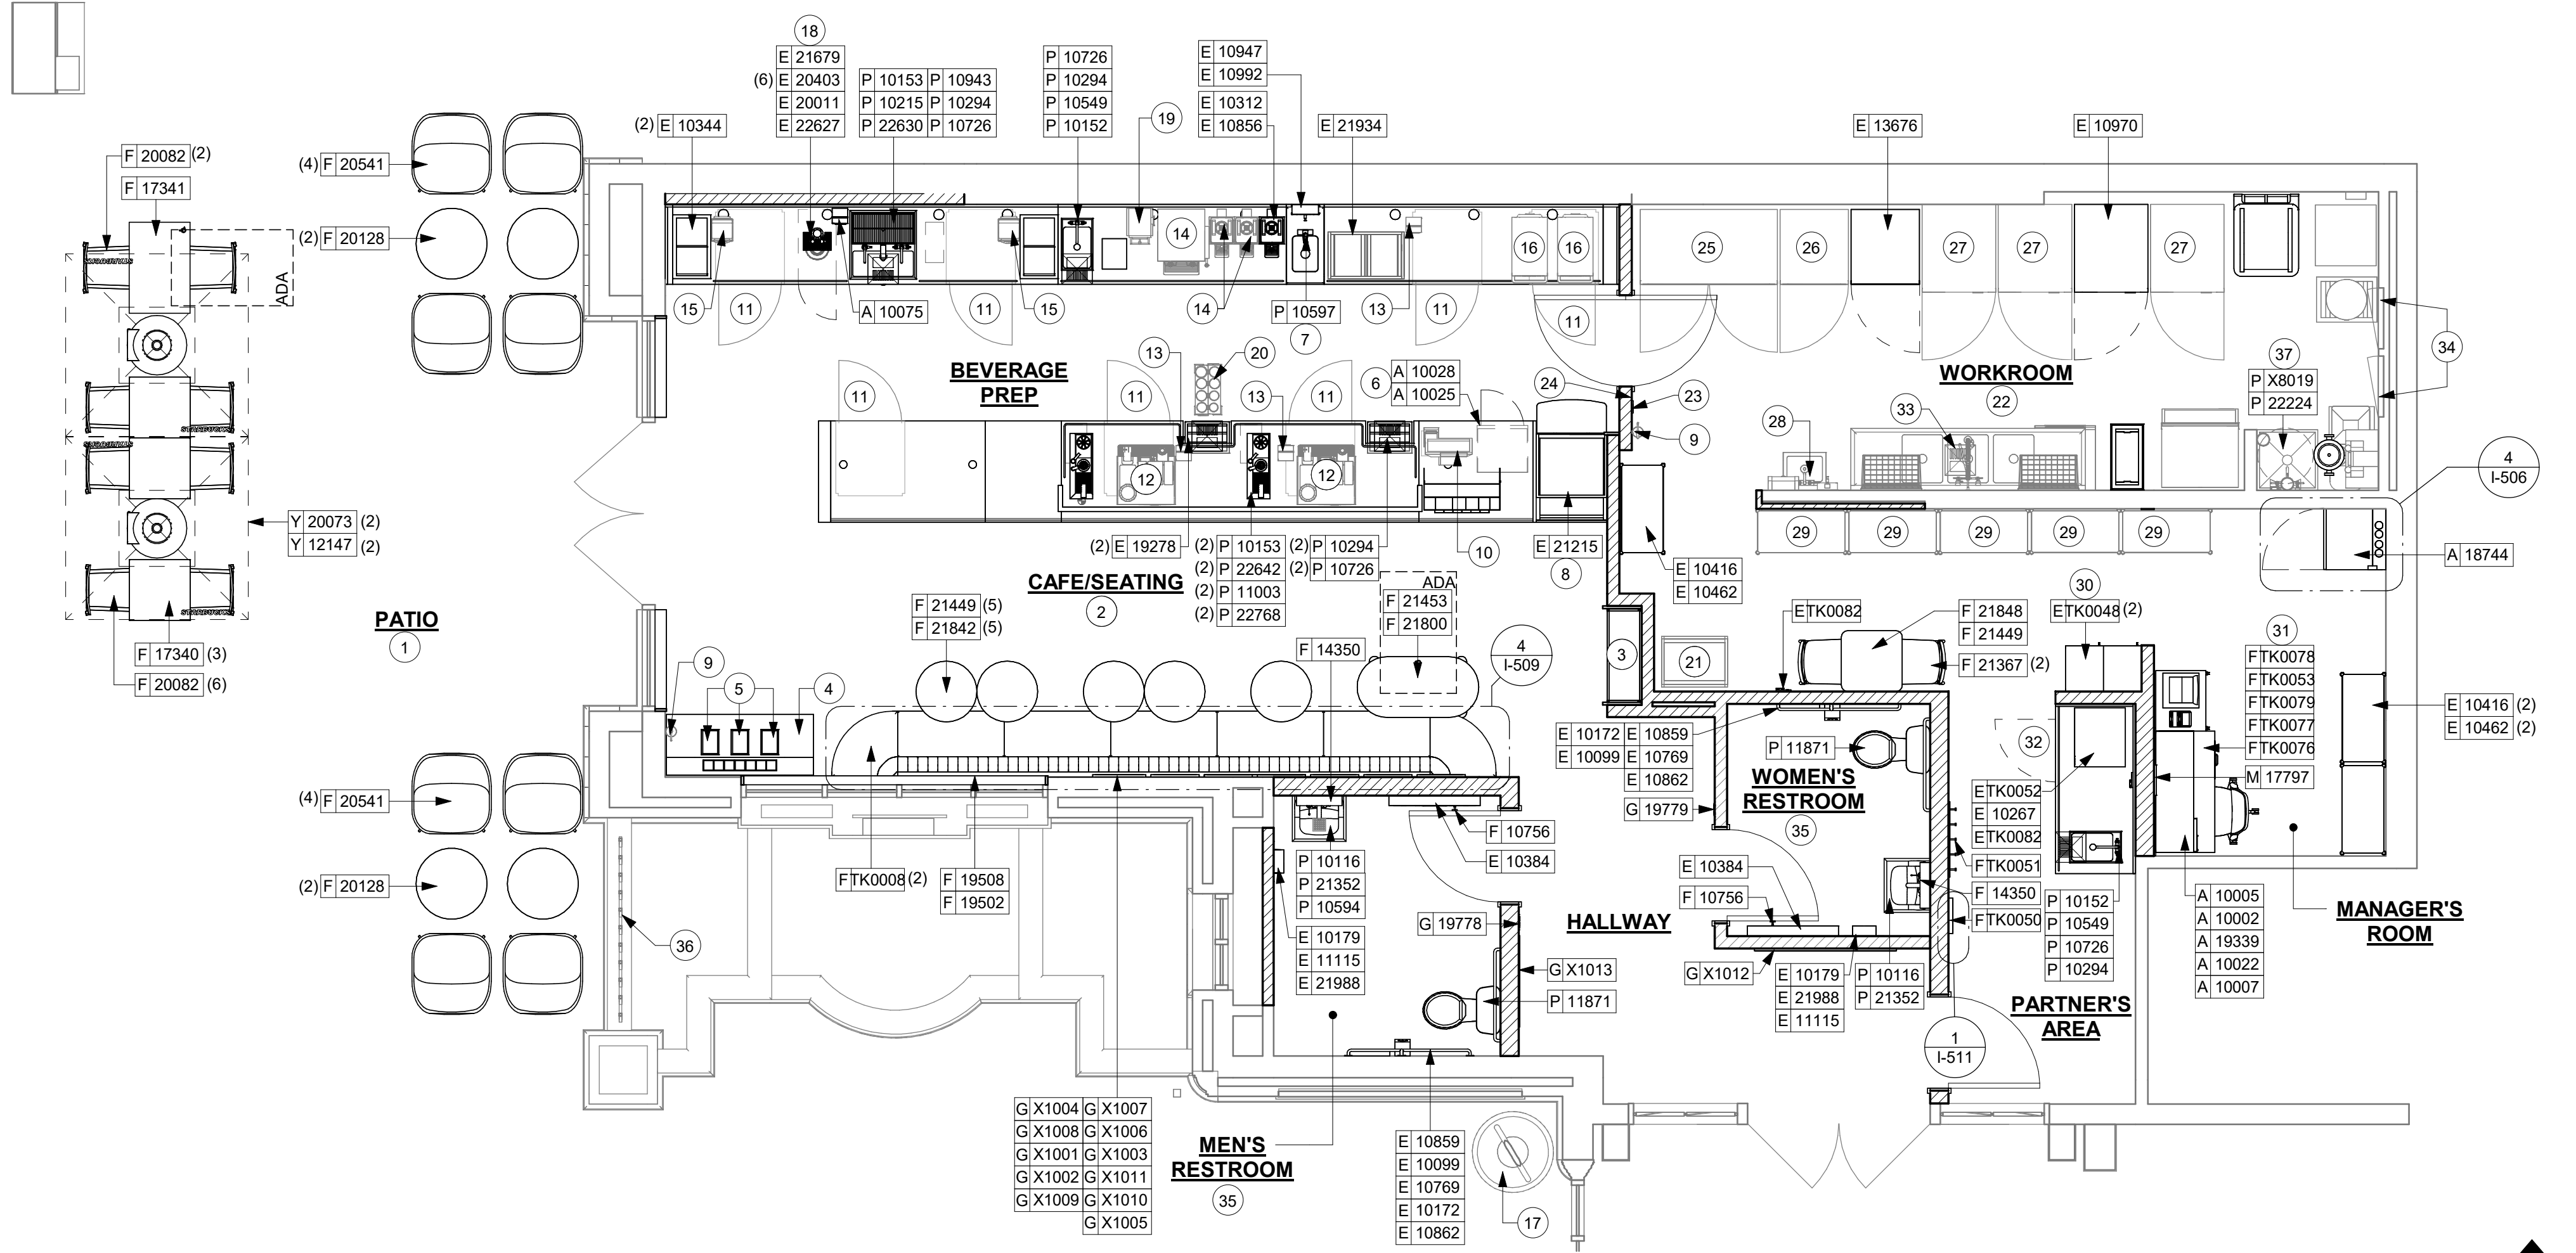 18
E 21679
(6) E 20403
E 20011
E 22627
P 10153 P 10943
P 10215 P 10294
P 22630 P 10726
P 10726
P 10294
P 10549
P 10152
19
E 10947
E 10992
E 10312
E 10856
(2) E 10344
E 21934
E 13676
E 10970
F 20082 (2)
F 17341
(4) F 20541
(2) F 20128
ADA
STARBUCKS
STARBUCKS
STARBUCKS
STARBUCKS
14
16
16
25
26
27
27
27
15
11
A 10075
11
15
14
P 10597
7
13
11
11
34
BEVERAGE
PREP
13
20
6
A 10028
A 10025
24
23
WORKROOM
22
37
P X8019
P 22224
11
11
13
11
9
28
33
12
12
4
I-506
Y 20073 (2)
Y 12147 (2)
(2) E 19278
(2) P 10153
(2) P 22642
(2) P 11003
(2) P 22768
(2) P 10294
(2) P 10726
10
E 21215
8
29
29
29
29
29
A 18744
E 10416
E 10462
CAFE/SEATING
2
ADA
F 21453
F 21800
PATIO
1
F 21449 (5)
F 21842 (5)
F 14350
4
I-509
3
21
ETK0082
F 21848
F 21449
F 21367 (2)
30
ETK0048 (2)
31
FTK0078
FTK0053
FTK0079
FTK0077
FTK0076
M 17797
E 10416 (2)
E 10462 (2)
F 17340 (3)
F 20082 (6)
9
5
4
E 10172 E 10859
E 10099 E 10769
E 10862
G 19779
P 11871
WOMEN'S
RESTROOM
35
32
ETK0052
E 10267
ETK0082
FTK0051
F 14350
FTK0050
(4) F 20541
(2) F 20128
FTK0008 (2)
F 19508
F 19502
F 10756
E 10384
P 10116
P 21352
P 10594
E 10179
E 11115
E 21988
E 10384
F 10756
G 19778
HALLWAY
G X1013
P 11871
G X1012
E 10179
E 21988
E 11115
P 10116
P 21352
P 10152
P 10549
P 10726
P 10294
A 10005
A 10002
A 19339
A 10022
A 10007
MANAGER'S
ROOM
36
PARTNER'S
AREA
1
I-511
G X1004 G X1007
G X1008 G X1006
G X1001 G X1003
G X1002 G X1011
G X1009 G X1010
G X1005
MEN'S
RESTROOM
35
E 10859
E 10099
E 10769
E 10172
E 10862
17